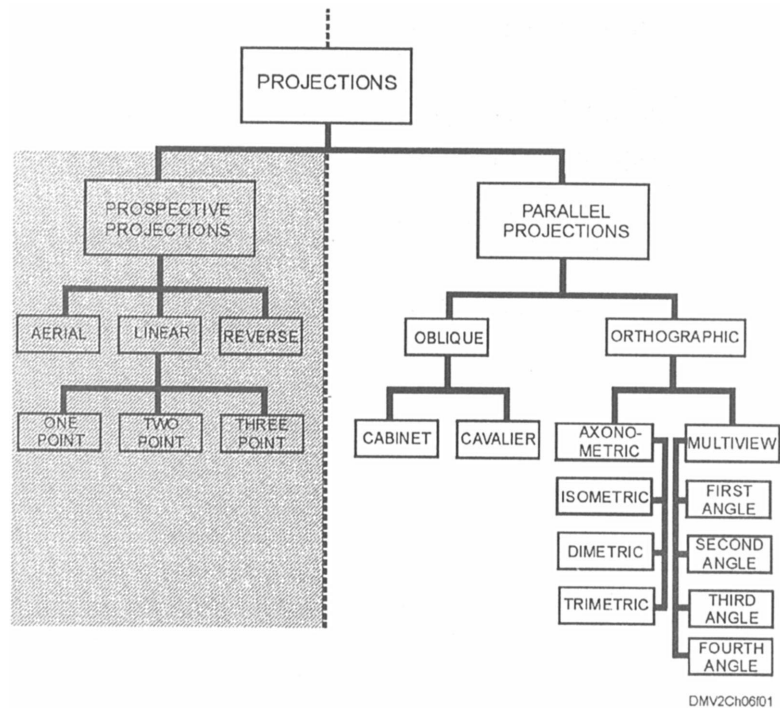 PROJECTIONS
PROSPECTIVE
PROJECTIONS
PARALLEL
PROJECTIONS
AERIAL
LINEAR
REVERSE
OBLIQUE
ORTHOGRAPHIC
ONE
POINT
TWO
POINT
THREE
POINT
CABINET
CAVALIER
AXONO-
METRIC
MULTIVIEW
ISOMETRIC
FIRST
ANGLE
DIMETRIC
SECOND
ANGLE
TRIMETRIC
THIRD
ANGLE
FOURTH
ANGLE
DMV2Ch06f01